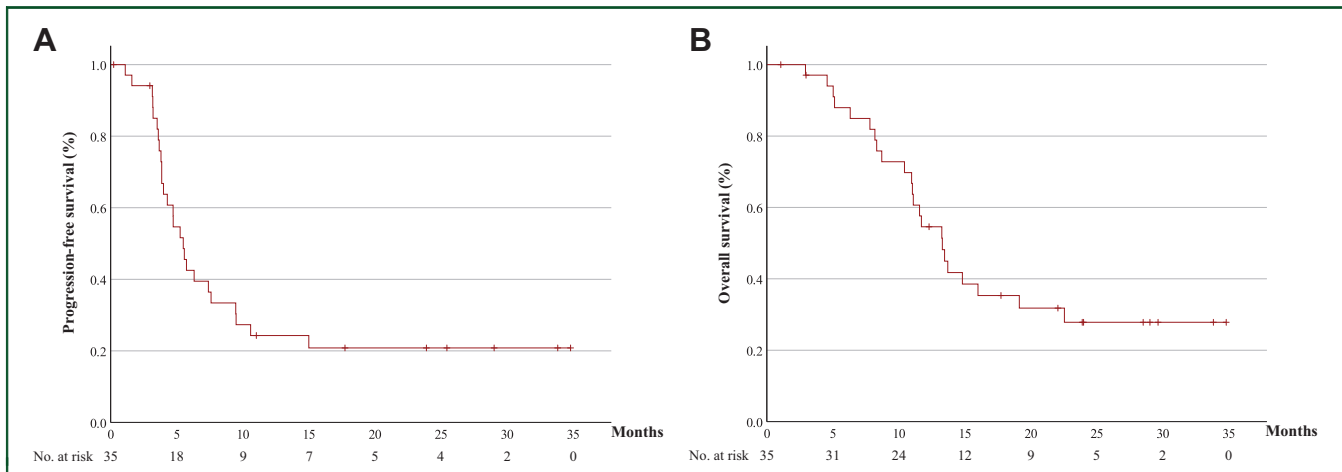 A
1.0
0.8
0.6
0.4
0.2
0.0
Progression-free survival (%)
0 5 10 15 20 25 30 35 Months
No. at risk 35 18 9 7 5 4 2 0
B
1.0
0.8
0.6
0.4
0.2
0.0
Overall survival (%)
0 5 10 15 20 25 30 35 Months
No. at risk 35 31 24 12 9 5 2 0